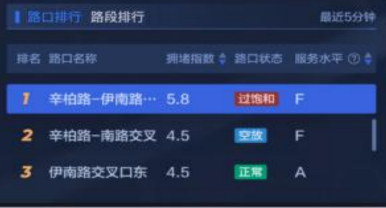 路口排行 路段排行 最近5分钟
排名 路口名称 拥堵指数 路口状态 服务水平 ?
1 辛柏路-伊南路… 5.8 过饱和 F
2 辛柏路-南路交叉 4.5 空放 F
3 伊南路交叉口东 4.5 正常 A